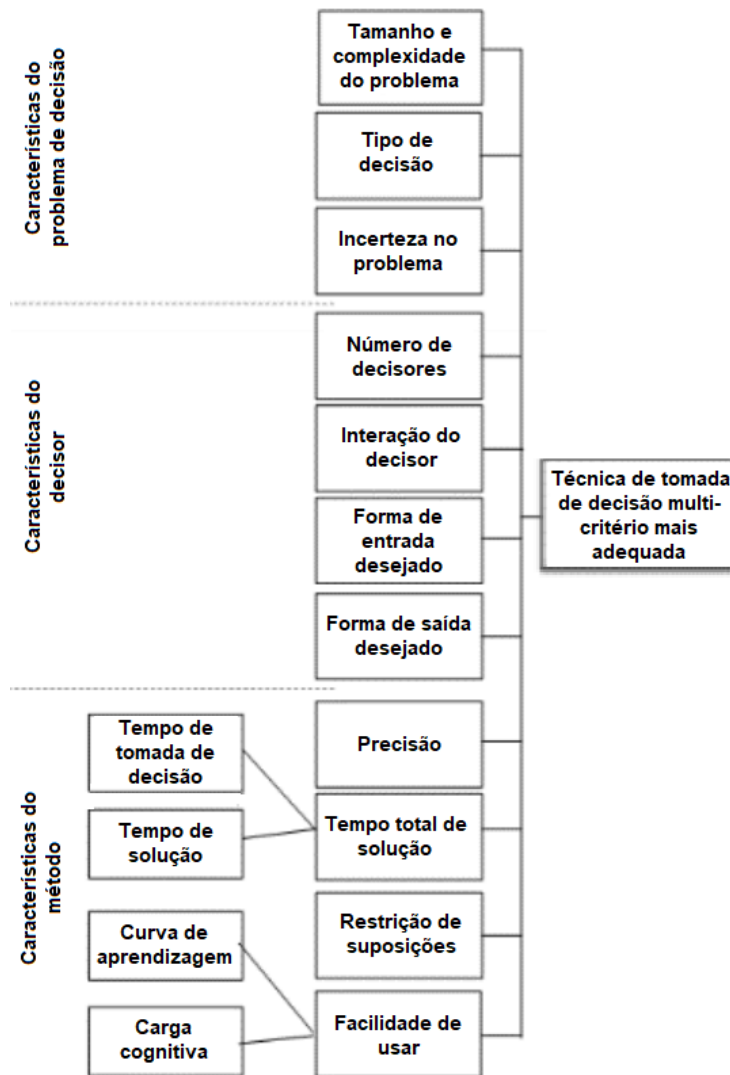 Características do
problema de decisão
Tamanho e
complexidade
do problema
Tipo de
decisão
Incerteza no
problema
Características do
decisor
Número de
decisores
Interação do
decisor
Forma de
entrada
desejado
Forma de saída
desejado
Técnica de tomada
de decisão multi-
critério mais
adequada
Características do
método
Tempo de
tomada de
decisão
Precisão
Tempo de
solução
Tempo total de
solução
Curva de
aprendizagem
Restrição de
suposições
Carga
cognitiva
Facilidade de
usar